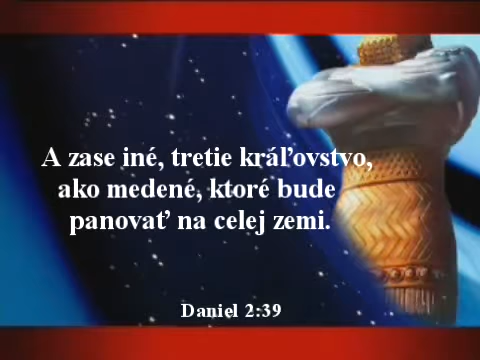 A zase iné, tretie kráľovstvo,
ako medené, ktoré bude
panovať na celej zemi.
Daniel 2:39